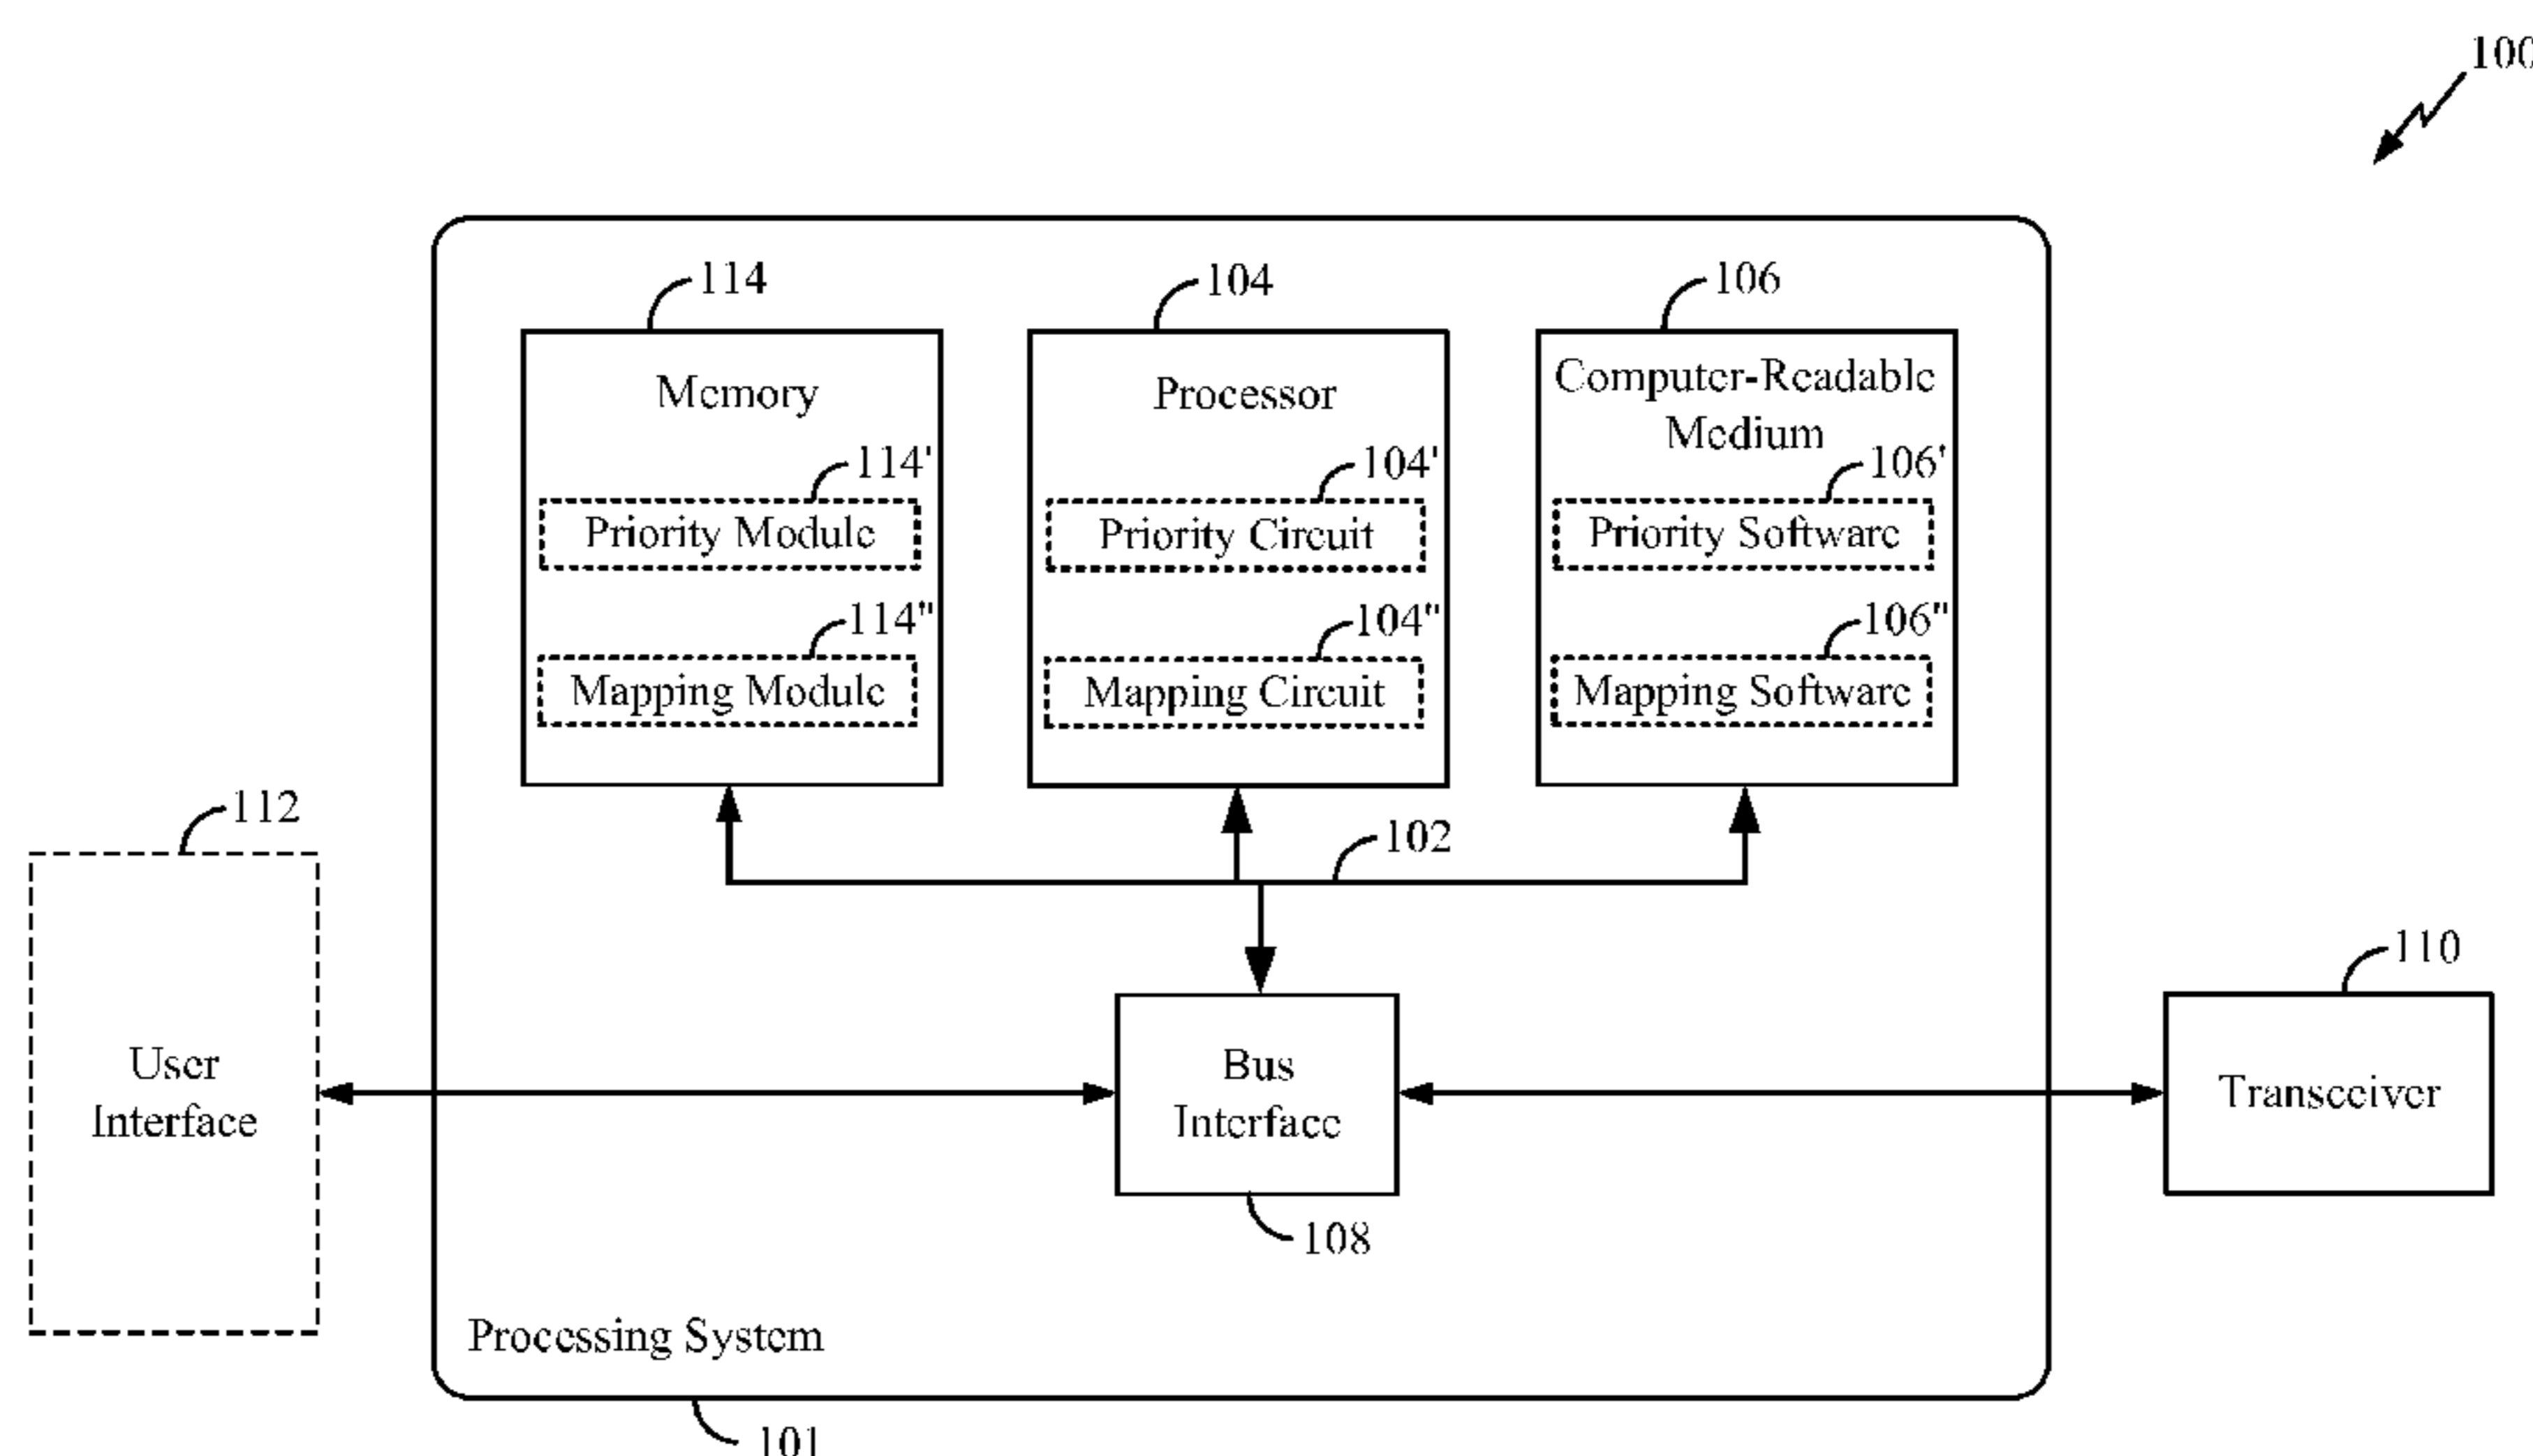 100
114
104
106
Memory
Processor
Computer-Readable
Medium
114'
104'
106'
Priority Module
Priority Circuit
Priority Software
114"
104"
106"
Mapping Module
Mapping Circuit
Mapping Software
112
102
110
User
Interface
Bus
Interface
Transceiver
108
Processing System
101